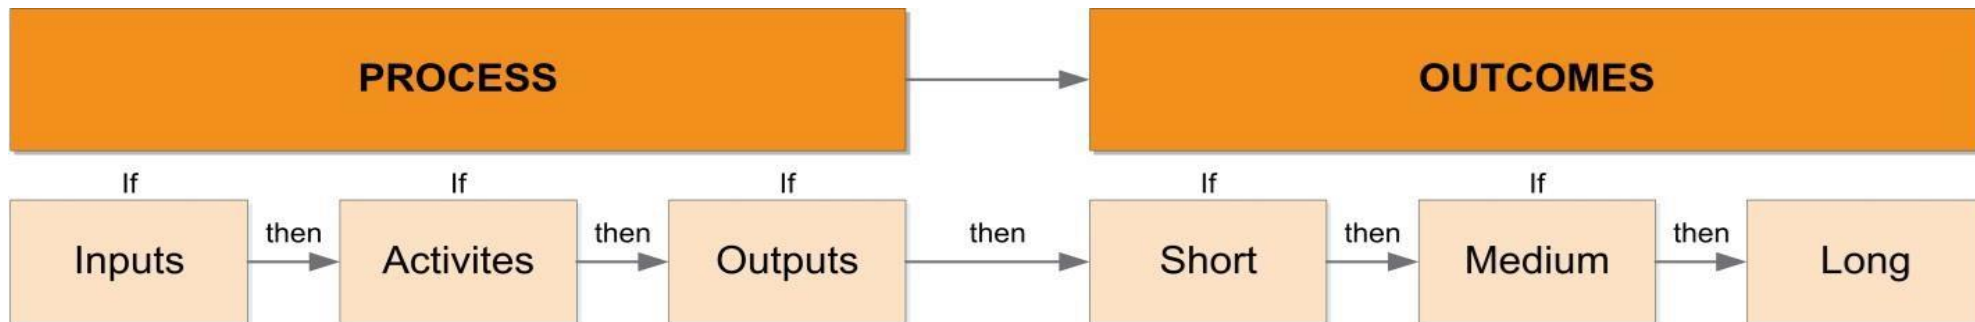 PROCESS OUTCOMES
If If If If If
then then then then then
Inputs Activites Outputs Short Medium Long